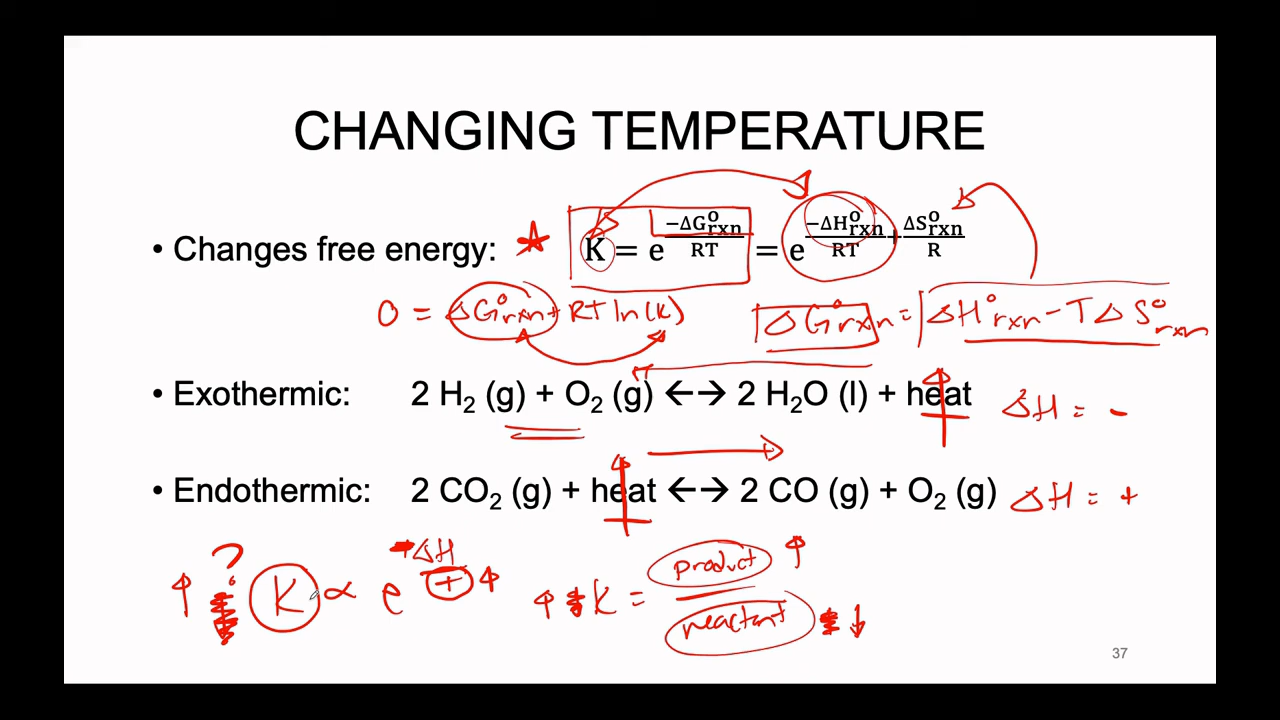 CHANGING TEMPERATURE
• Changes free energy: K = e^(-ΔG°rxn/RT) = e^(-ΔH°rxn/RT + ΔS°rxn/R)
0 = ΔG°rxn + RT ln(K) ΔG°rxn = ΔH°rxn - TΔS°rxn
• Exothermic: 2 H₂ (g) + O₂ (g) ←→ 2 H₂O (l) + heat ΔH = -
• Endothermic: 2 CO₂ (g) + heat ←→ 2 CO (g) + O₂ (g) ΔH = +
↑ ? K ∝ e^(-ΔH/T) ↑ ↑ K = product/reactant ↑ ↓
37